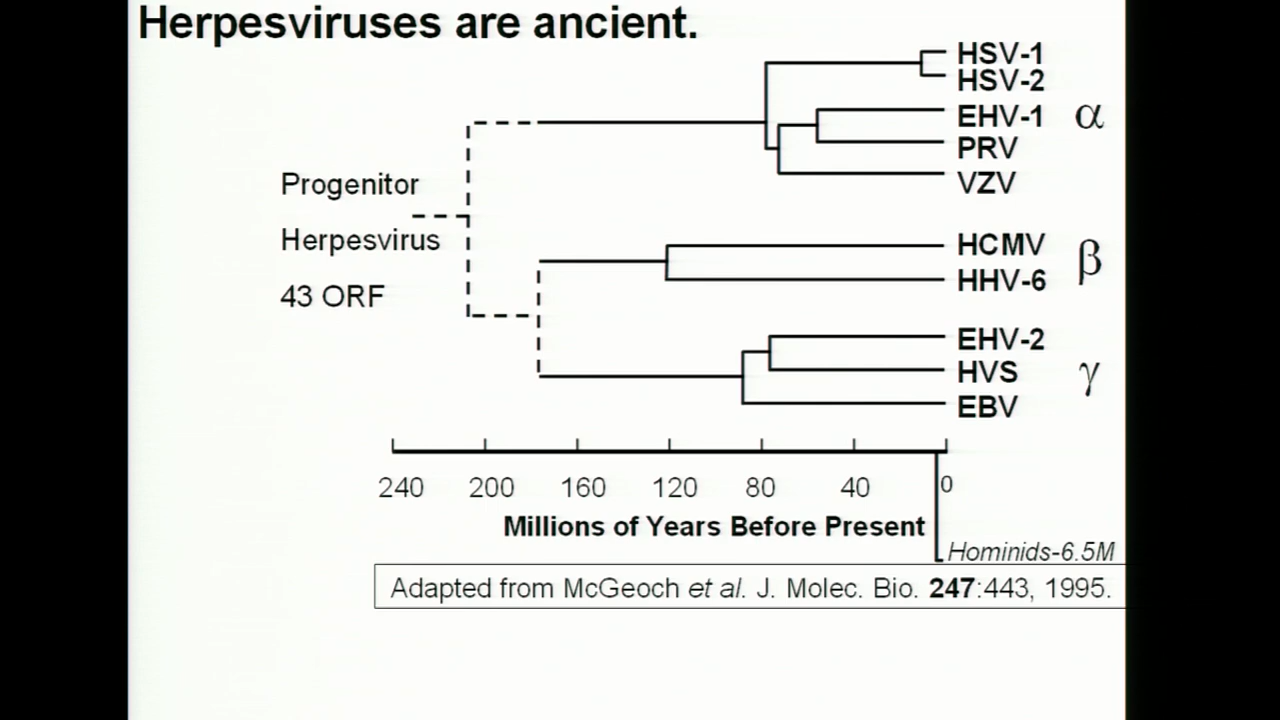 Herpesviruses are ancient.
HSV-1
HSV-2
EHV-1 α
PRV
VZV
Progenitor
Herpesvirus
43 ORF
HCMV
HHV-6
β
EHV-2
HVS γ
EBV
240 200 160 120 80 40 0
Millions of Years Before Present
Hominids-6.5M
Adapted from McGeoch et al. J. Molec. Bio. 247:443, 1995.